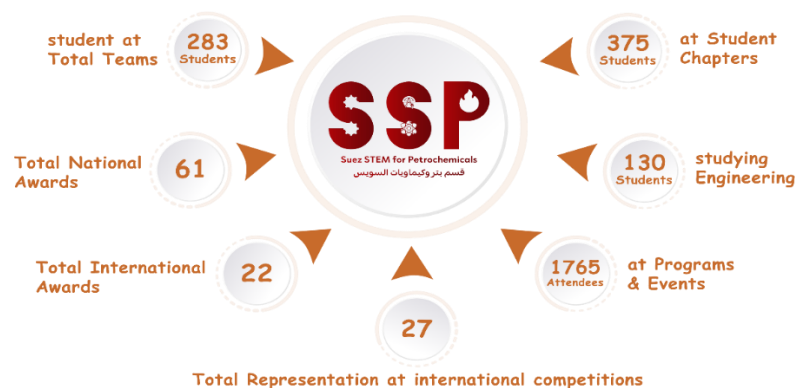 student at
Total Teams
283
Students
375
Students
at Student
Chapters
SSP
Suez STEM for Petrochemicals
قسم بتروكيماويات السويس
Total National
Awards
61
130
Students
studying
Engineering
Total International
Awards
22
1765
Attendees
at Programs
& Events
27
Total Representation at international competitions